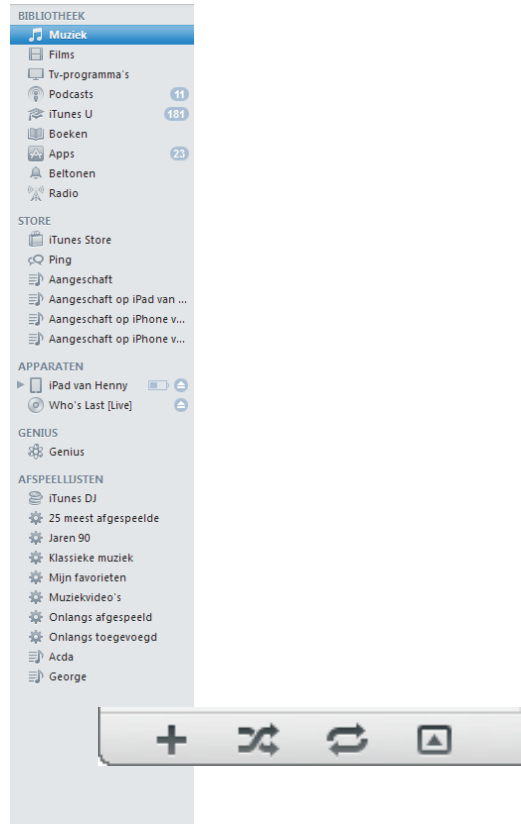 BIBLIOTHEEK
Muziek
Films
Tv-programma's
Podcasts 11
iTunes U 181
Boeken
Apps 23
Beltonen
Radio
STORE
iTunes Store
Ping
Aangeschaft
Aangeschaft op iPad van ...
Aangeschaft op iPhone v...
Aangeschaft op iPhone v...
APPARATEN
iPad van Henny
Who's Last [Live]
GENIUS
Genius
AFSPEELLIJSTEN
iTunes DJ
25 meest afgespeelde
Jaren 90
Klassieke muziek
Mijn favorieten
Muziekvideo's
Onlangs afgespeeld
Onlangs toegevoegd
Acda
George